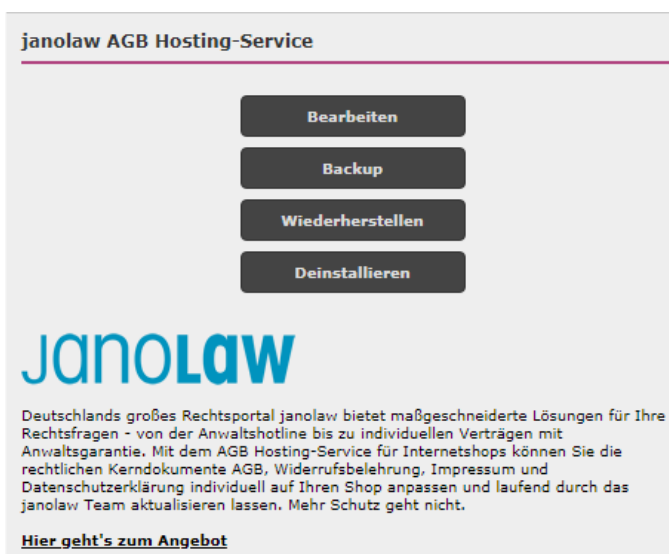 janolaw AGB Hosting-Service
Bearbeiten
Backup
Wiederherstellen
Deinstallieren
Janolaw
Deutschlands großes Rechtsportal janolaw bietet maßgeschneiderte Lösungen für Ihre
Rechtsfragen - von der Anwaltshotline bis zu individuellen Verträgen mit
Anwaltsgarantie. Mit dem AGB Hosting-Service für Internetshops können Sie die
rechtlichen Kerndokumente AGB, Widerrufsbelehrung, Impressum und
Datenschutzerklärung individuell auf Ihren Shop anpassen und laufend durch das
janolaw Team aktualisieren lassen. Mehr Schutz geht nicht.
Hier geht's zum Angebot